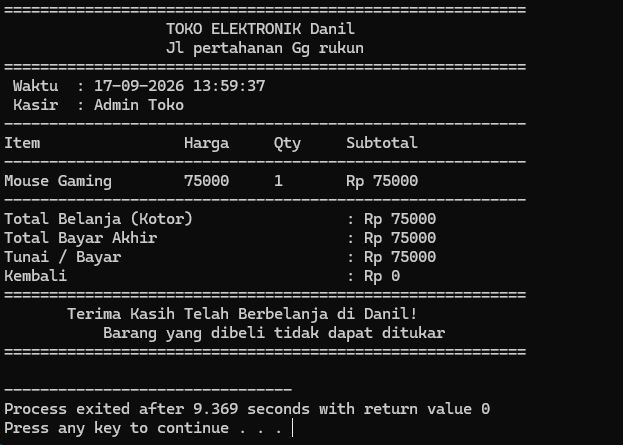 ==========================================================
TOKO ELEKTRONIK Danil
Jl pertahanan Gg rukun
==========================================================
Waktu : 17-09-2026 13:59:37
Kasir : Admin Toko
----------------------------------------------------------
Item Harga Qty Subtotal
----------------------------------------------------------
Mouse Gaming 75000 1 Rp 75000
----------------------------------------------------------
Total Belanja (Kotor) : Rp 75000
Total Bayar Akhir : Rp 75000
Tunai / Bayar : Rp 75000
Kembali : Rp 0
==========================================================
Terima Kasih Telah Berbelanja di Danil!
Barang yang dibeli tidak dapat ditukar
==========================================================
--------------------------------
Process exited after 9.369 seconds with return value 0
Press any key to continue . . .